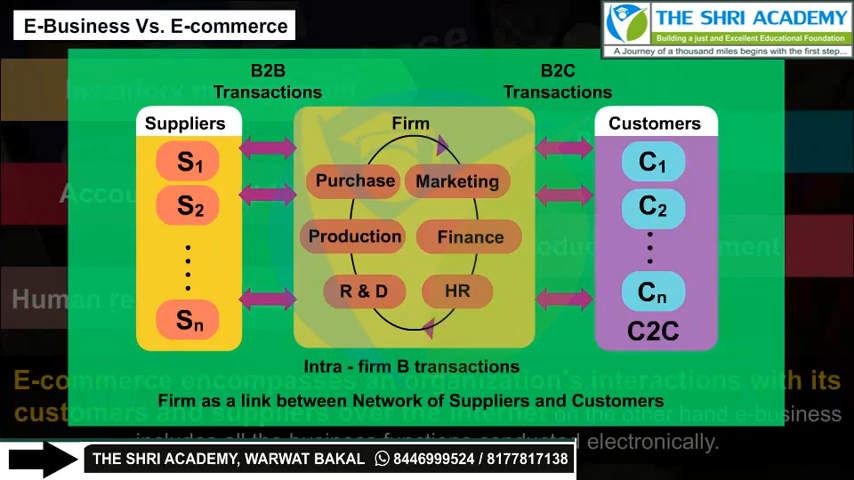 E-Business Vs. E-commerce
THE SHRI ACADEMY
Building a just and Excellent Educational Foundation
A Journey of a thousand miles begins with the first step...
B2B
Transactions
B2C
Transactions
Suppliers
Firm
Customers
S1
S2
Sn
Purchase
Marketing
Production
Finance
R & D
HR
C1
C2
Cn
C2C
Intra - firm B transactions
Firm as a link between Network of Suppliers and Customers
Human re
E-commerce encompasses an organization's interactions with its
customers and suppliers over the Internet on the other hand e-business
includes all the business functions conducted electronically.
THE SHRI ACADEMY, WARWAT BAKAL 8446999524 / 8177817138